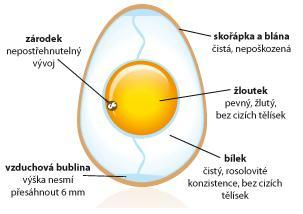 zárodek
nepostřehnutelný
vývoj
skořápka a blána
čistá, nepoškozená
žloutek
pevný, žlutý,
bez cizích tělísek
vzduchová bublina
výška nesmí
přesáhnout 6 mm
bílek
čistý, rosolovité
konzistence, bez cizích
tělísek